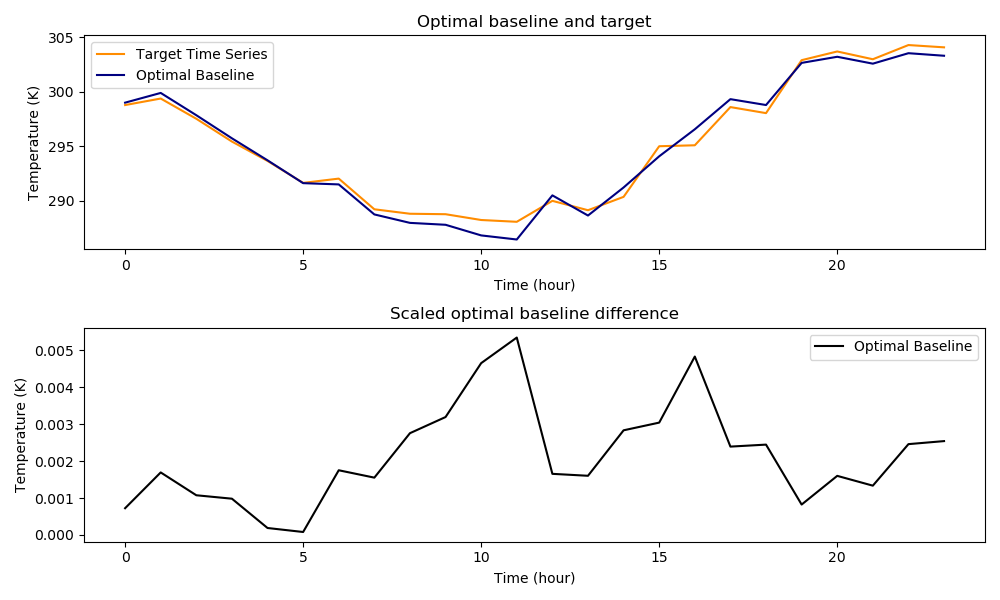 Optimal baseline and target
Temperature (K)
305
300
295
290
Target Time Series
Optimal Baseline
0 5 10 15 20
Time (hour)
Scaled optimal baseline difference
Temperature (K)
0.005
0.004
0.003
0.002
0.001
0.000
Optimal Baseline
0 5 10 15 20
Time (hour)